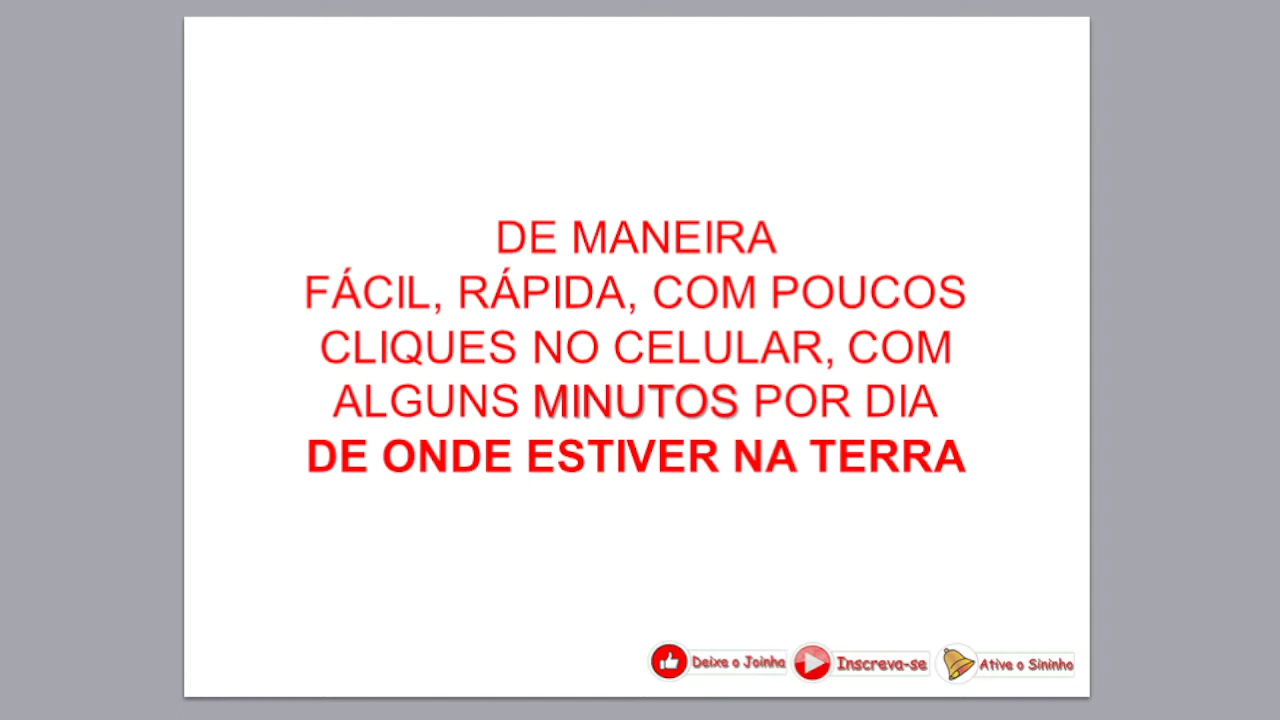 DE MANEIRA
FÁCIL, RÁPIDA, COM POUCOS
CLIQUES NO CELULAR, COM
ALGUNS MINUTOS POR DIA
DE ONDE ESTIVER NA TERRA
Deixe o Joinha Inscreva-se Ative o Sininho